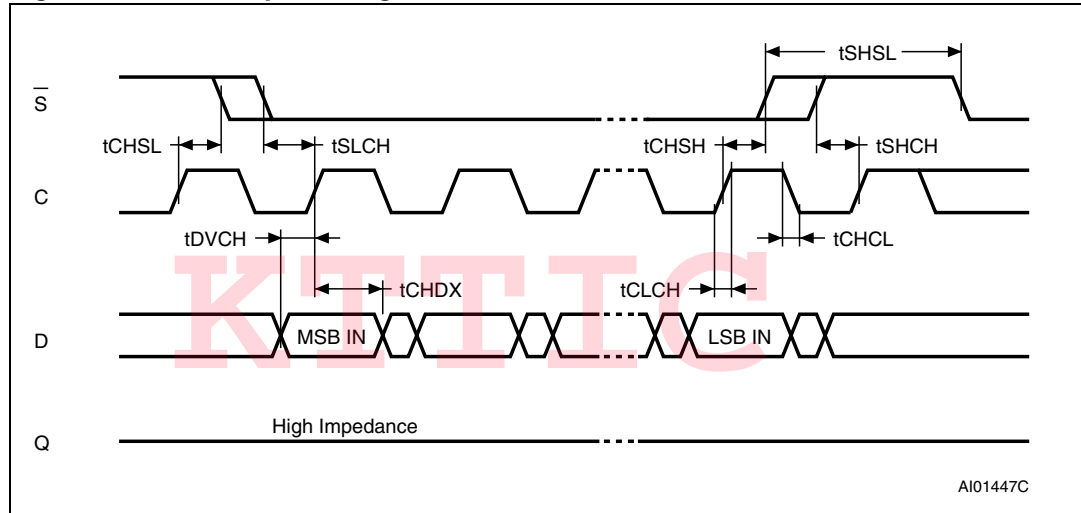 tSHSL
S
tCHSL
tSLCH
tCHSH
tSHCH
C
tDVCH
tCHCL
tCHDX
tCLCH
KTTIC
D
MSB IN
LSB IN
High Impedance
Q
AI01447C